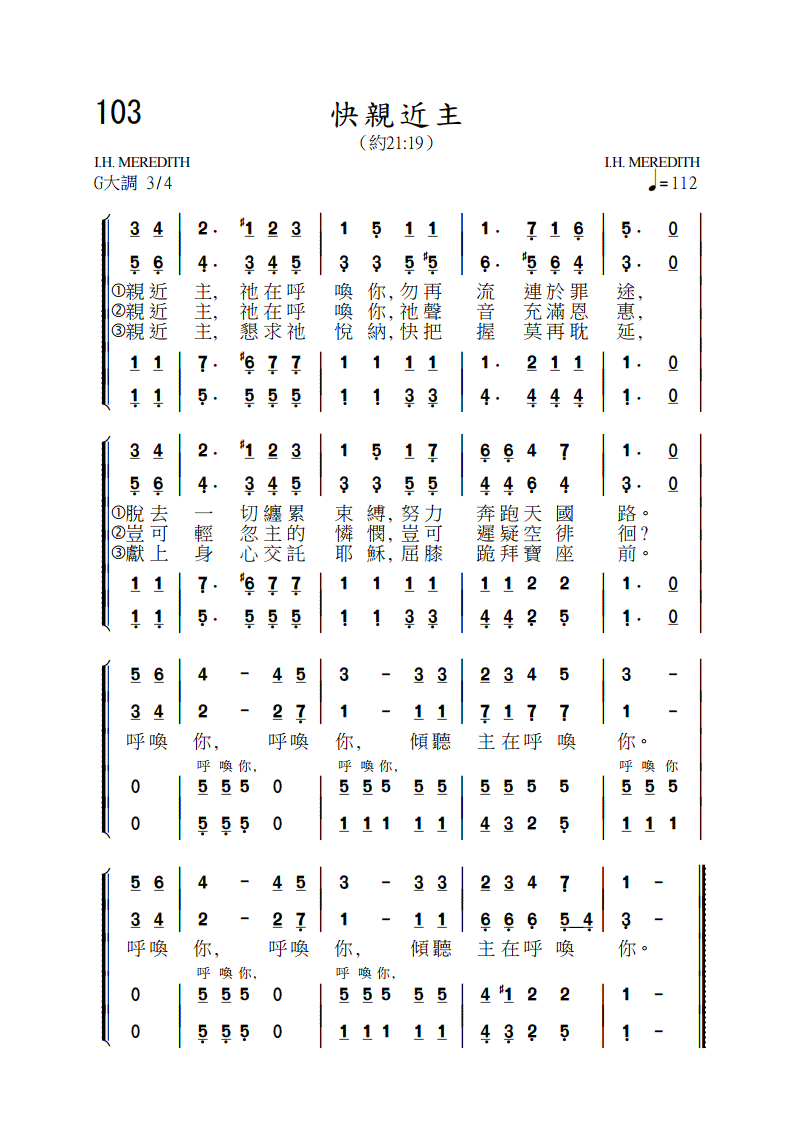 103
快親近主
（約21:19）
I.H. MEREDITH I.H. MEREDITH
G大調 3/4 ♩=112
3 4 | 2. #1 2 3 | 1 5 1 1 | 1. 7 1 6 | 5. 0
5 6 | 4. 3 4 5 | 3 3 5 #5 | 6. #5 6 4 | 3. 0
①親近 主, 祂在呼 喚你,勿再 流 連於罪 途,
②親近 主, 祂在呼 喚你,祂聲 音 充滿恩 惠,
③親近 主, 懇求祂 悅納,快把 握 莫再耽 延,
1 1 | 7. #6 7 7 | 1 1 1 1 | 1. 2 1 1 | 1. 0
1 1 | 5. 5 5 5 | 1 1 3 3 | 4. 4 4 4 | 1. 0
3 4 | 2. #1 2 3 | 1 5 1 7 | 6 6 4 7 | 1. 0
5 6 | 4. 3 4 5 | 3 3 5 5 | 4 4 6 4 | 3. 0
①脫去 一 切纏累 束縛,努力 奔跑天國 路。
②豈可 輕 忽主的 憐憫,豈可 遲疑空徘 徊?
③獻上 身 心交託 耶穌,屈膝 跪拜寶座 前。
1 1 | 7. #6 7 7 | 1 1 1 1 | 1 1 2 2 | 1. 0
1 1 | 5. 5 5 5 | 1 1 3 3 | 4 4 2 5 | 1. 0
5 6 | 4 - 4 5 | 3 - 3 3 | 2 3 4 5 | 3 -
3 4 | 2 - 2 7 | 1 - 1 1 | 7 1 7 7 | 1 -
呼喚 你, 呼喚 你, 傾聽 主在呼喚 你。
呼喚你, 呼喚你, 呼喚你
0 | 5 5 5 0 | 5 5 5 5 5 | 5 5 5 5 | 5 5 5
0 | 5 5 5 0 | 1 1 1 1 1 | 4 3 2 5 | 1 1 1
5 6 | 4 - 4 5 | 3 - 3 3 | 2 3 4 7 | 1 -
3 4 | 2 - 2 7 | 1 - 1 1 | 6 6 6 5 4 | 3 -
呼喚 你, 呼喚 你, 傾聽 主在呼喚 你。
呼喚你, 呼喚你,
0 | 5 5 5 0 | 5 5 5 5 5 | 4 #1 2 2 | 1 -
0 | 5 5 5 0 | 1 1 1 1 1 | 4 3 2 5 | 1 -